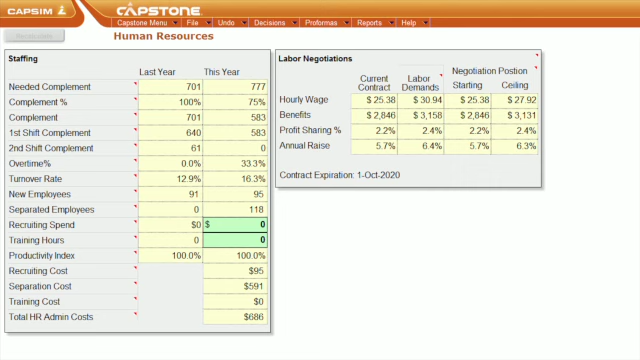 CAPSIM
CAPSTONE
Capstone Menu File Undo Decisions Proformas Reports Help
Human Resources
Staffing
Last Year This Year
Needed Complement 701 777
Complement % 100% 75%
Complement 701 583
1st Shift Complement 640 583
2nd Shift Complement 61 0
Overtime% 0.0% 33.3%
Turnover Rate 12.9% 16.3%
New Employees 91 95
Separated Employees 0 118
Recruiting Spend $0 $ 0
Training Hours 0 0
Productivity Index 100.0% 100.0%
Recruiting Cost $95
Separation Cost $591
Training Cost $0
Total HR Admin Costs $686
Labor Negotiations
Current Contract Labor Demands Negotiation Postion
Starting Ceiling
Hourly Wage $ 25.38 $ 30.94 $ 25.38 $ 27.92
Benefits $ 2,846 $ 3,158 $ 2,846 $ 3,131
Profit Sharing % 2.2% 2.4% 2.2% 2.4%
Annual Raise 5.7% 6.4% 5.7% 6.3%
Contract Expiration: 1-Oct-2020